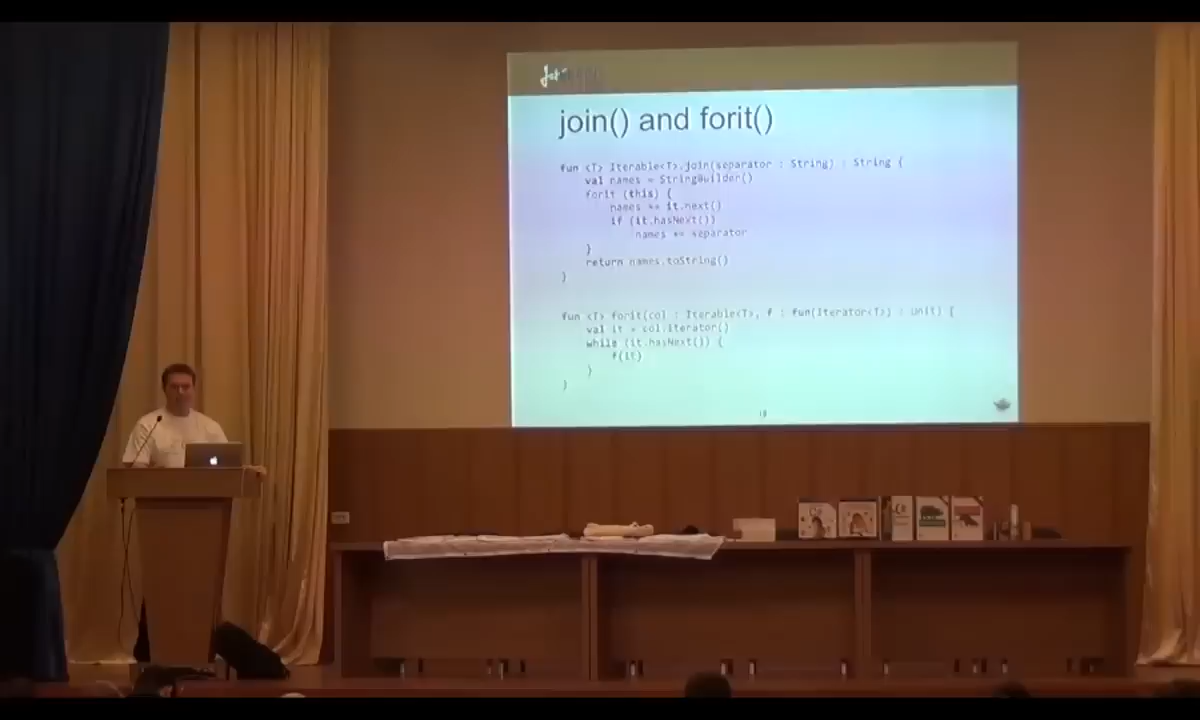 join() and forit()
fun <T> Iterable<T>.join(separator : String) : String {
val names = StringBuilder()
forit (this) {
names += it.next()
if (it.hasNext())
names += separator
}
return names.toString()
}
fun <T> forit(col : Iterable<T>, f : fun(Iterator<T>) : Unit) {
val it = col.iterator()
while (it.hasNext()) {
f(it)
}
}